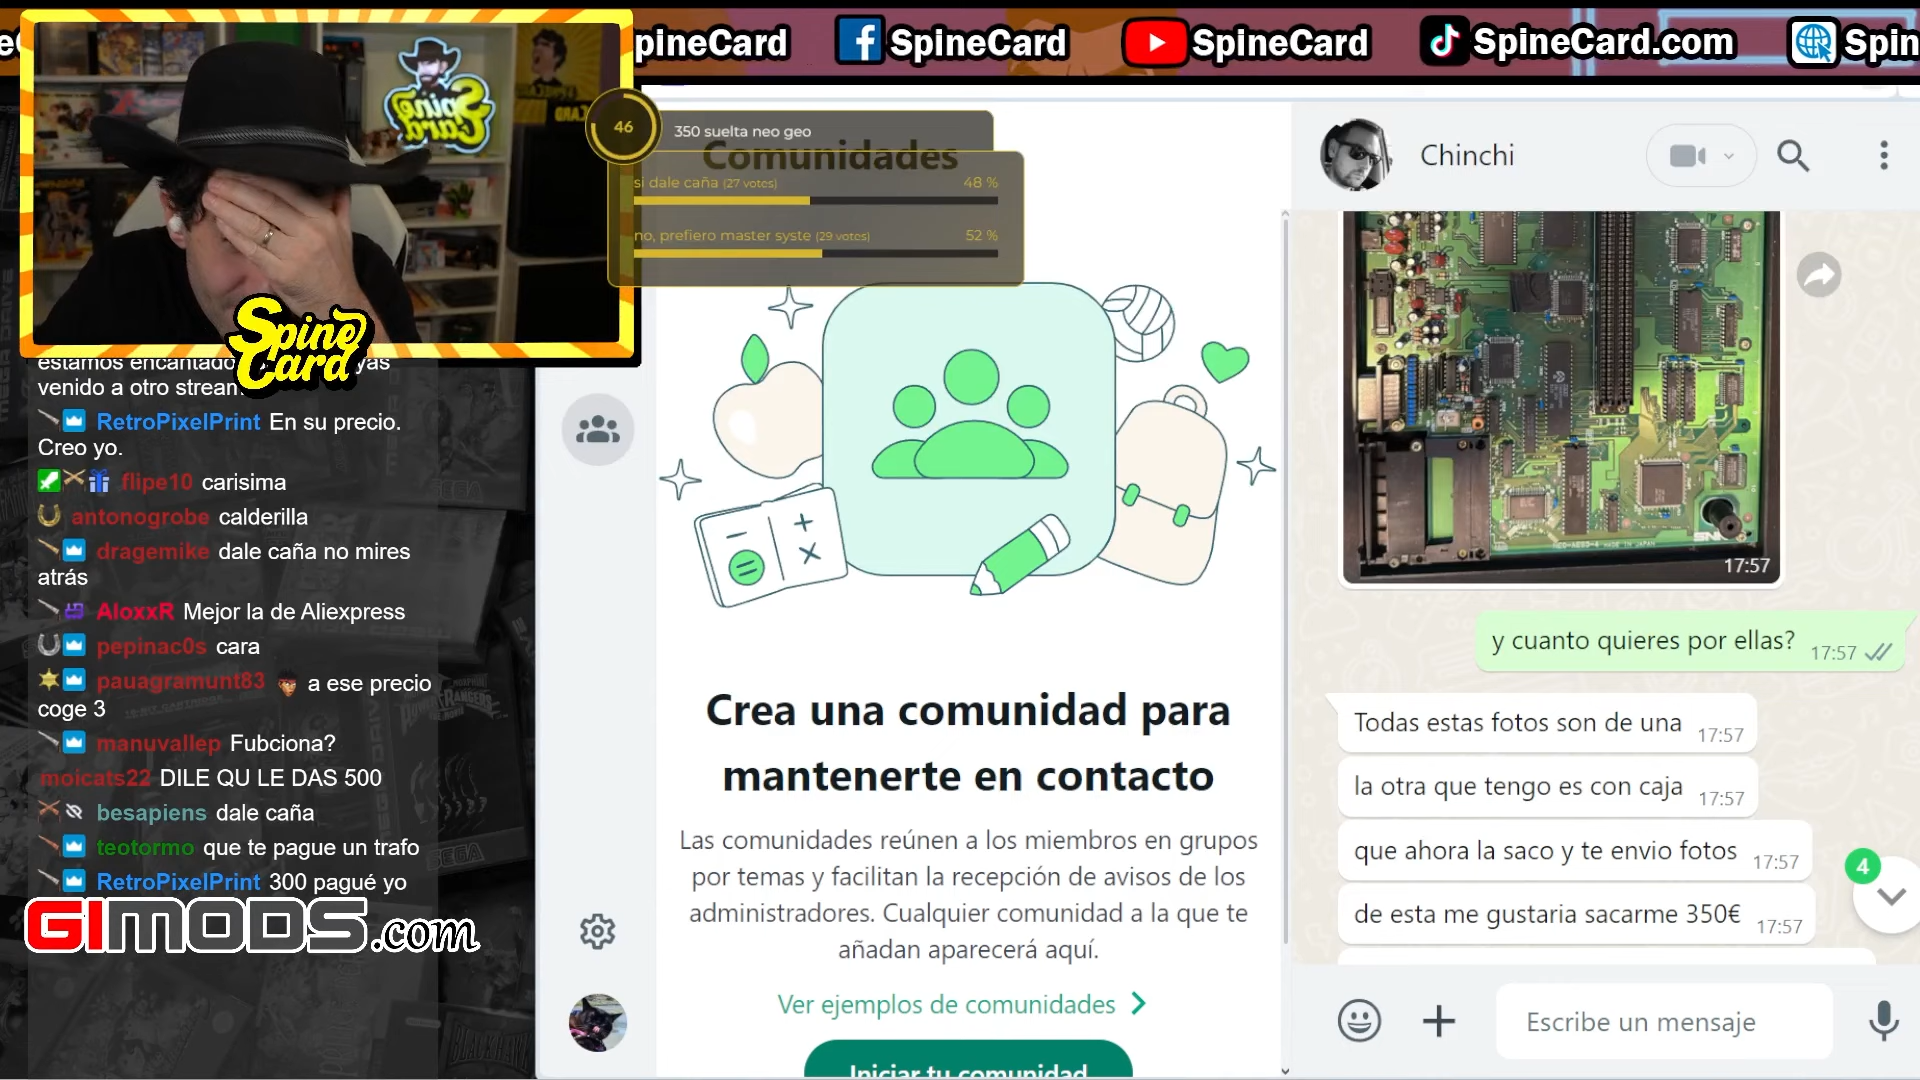 pineCard
SpineCard
SpineCard
SpineCard.com
Spin
Spine
Card
46
350 suelta neo geo
Comunidades
si dale caña (27 votes)
48 %
no, prefiero master syste (29 votes)
52 %
Spine
Card
venido a otro stream
RetroPixelPrint En su precio.
Creo yo.
flipe10 carisima
antonogrobe calderilla
dragemike dale caña no mires
atrás
AloxxR Mejor la de Aliexpress
pepinac0s cara
pauagramunt83 a ese precio
coge 3
manuvallep Fubciona?
moicats22 DILE QU LE DAS 500
besapiens dale caña
teotormo que te pague un trafo
RetroPixelPrint 300 pagué yo
GIMODS.com
Crea una comunidad para
mantenerte en contacto
Las comunidades reúnen a los miembros en grupos
por temas y facilitan la recepción de avisos de los
administradores. Cualquier comunidad a la que te
añadan aparecerá aquí.
Ver ejemplos de comunidades
Iniciar tu comunidad
Chinchi
17:57
y cuanto quieres por ellas? 17:57
Todas estas fotos son de una 17:57
la otra que tengo es con caja 17:57
que ahora la saco y te envio fotos 17:57
4
de esta me gustaria sacarme 350€ 17:57
Escribe un mensaje